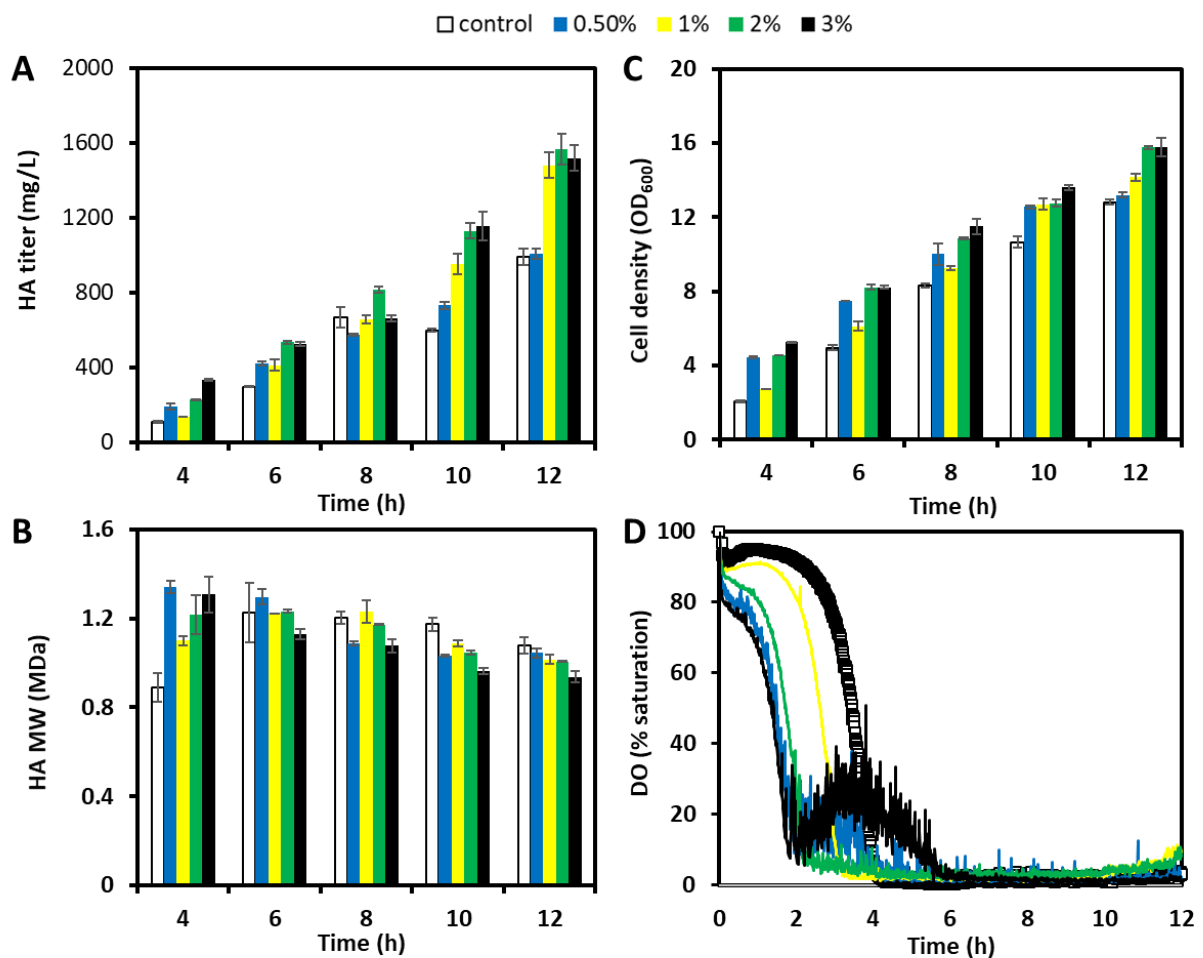 control 0.50% 1% 2% 3%
A
2000
1600
1200
800
400
0
HA titer (mg/L)
4 6 8 10 12
Time (h)
C
20
16
12
8
4
0
Cell density (OD600)
4 6 8 10 12
Time (h)
B
1.6
1.2
0.8
0.4
0
HA MW (MDa)
4 6 8 10 12
Time (h)
D
100
80
60
40
20
0
DO (% saturation)
0 2 4 6 8 10 12
Time (h)